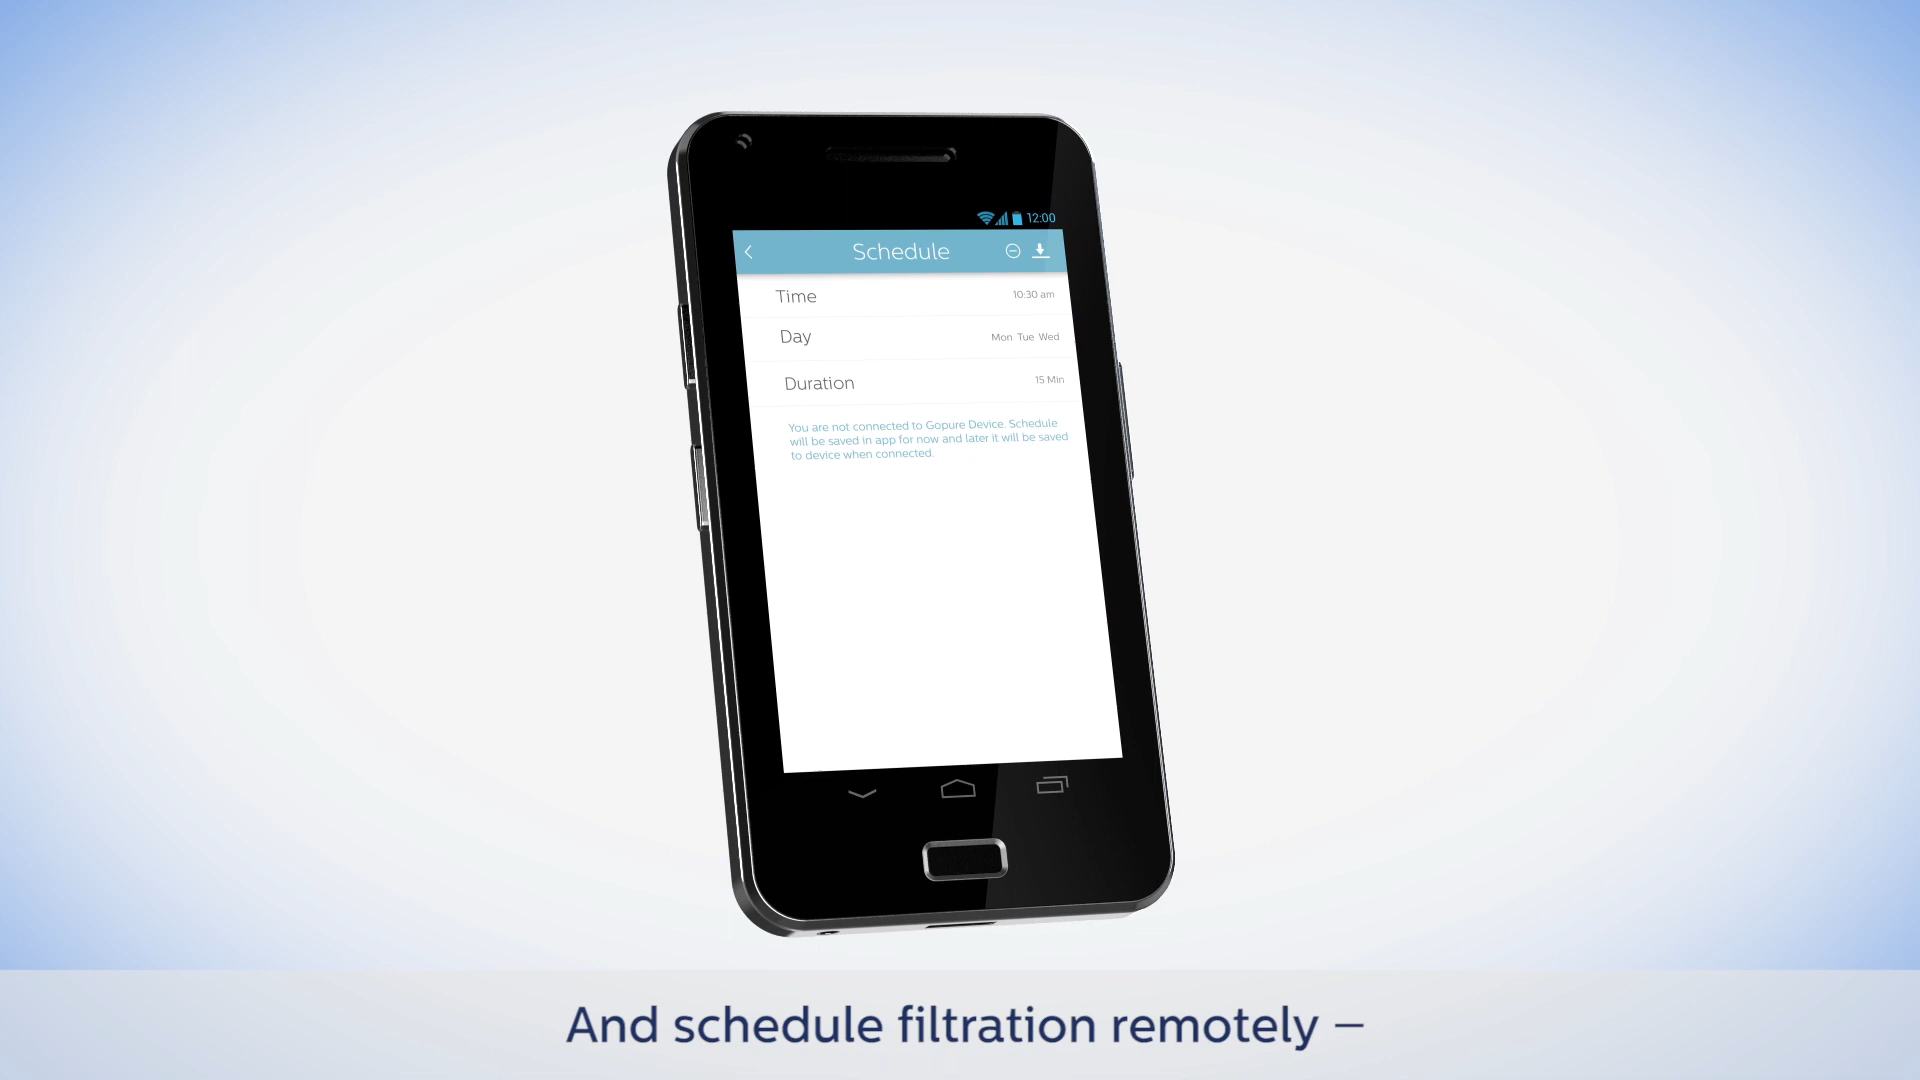 12:00
Schedule
Time 10:30 am
Day Mon Tue Wed
Duration 15 Min
You are not connected to Gopure Device. Schedule
will be saved in app for now and later it will be saved
to device when connected.
And schedule filtration remotely –